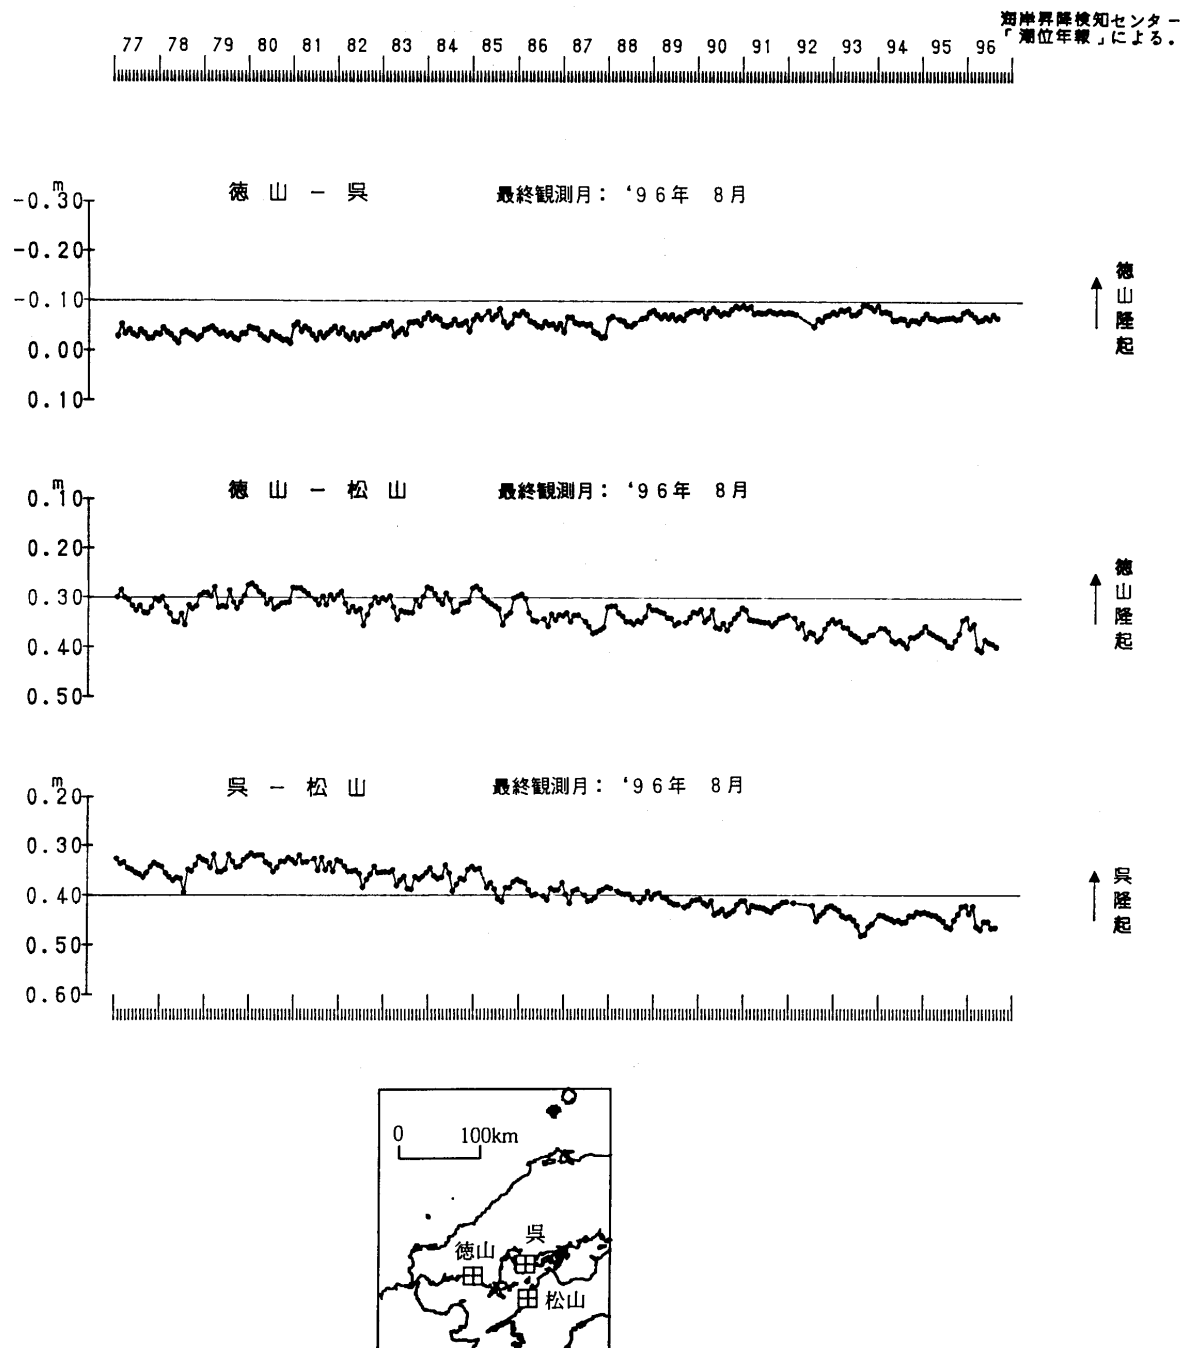 海岸昇降検知センター
「潮位年報」による.
77 78 79 80 81 82 83 84 85 86 87 88 89 90 91 92 93 94 95 96
m
徳 山 － 呉 最終観測月: '96年 8月
-0.30
-0.20
-0.10
0.00
0.10
徳山隆起
m
徳 山 － 松 山 最終観測月: '96年 8月
0.10
0.20
0.30
0.40
0.50
徳山隆起
m
呉 － 松 山 最終観測月: '96年 8月
0.20
0.30
0.40
0.50
0.60
呉隆起
0 100km
呉
徳山
松山